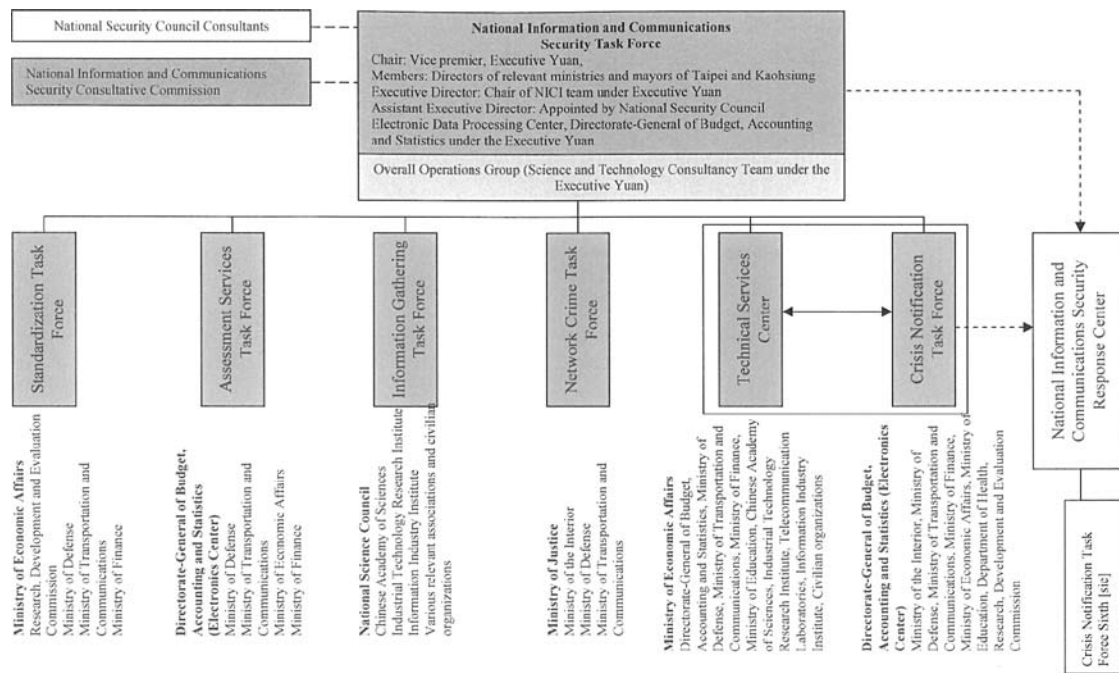 National Security Council Consultants
National Information and Communications
Security Consultative Commission
National Information and Communications
Security Task Force
Chair: Vice premier, Executive Yuan,
Members: Directors of relevant ministries and mayors of Taipei and Kaohsiung
Executive Director: Chair of NICI team under Executive Yuan
Assistant Executive Director: Appointed by National Security Council
Electronic Data Processing Center, Directorate-General of Budget, Accounting
and Statistics under the Executive Yuan
Overall Operations Group (Science and Technology Consultancy Team under the
Executive Yuan)
Standardization Task
Force
Assessment Services
Task Force
Information Gathering
Task Force
Network Crime Task
Force
Technical Services
Center
Crisis Notification
Task Force
National Information and
Communications Security
Response Center
Ministry of Economic Affairs
Research, Development and Evaluation
Commission
Ministry of Defense
Ministry of Transportation and
Communications
Ministry of Finance
Directorate-General of Budget,
Accounting and Statistics
(Electronics Center)
Ministry of Defense
Ministry of Transportation and
Communications
Ministry of Economic Affairs
Ministry of Finance
National Science Council
Chinese Academy of Sciences
Industrial Technology Research Institute
Information Industry Institute
Various relevant associations and civilian
organizations
Ministry of Justice
Ministry of the Interior
Ministry of Defense
Ministry of Transportation and
Communications
Ministry of Economic Affairs
Directorate-General of Budget,
Accounting and Statistics, Ministry of
Defense, Ministry of Transportation and
Communications, Ministry of Finance,
Ministry of Education, Chinese Academy
of Sciences, Industrial Technology
Research Institute, Telecommunication
Laboratories, Information Industry
Institute, Civilian organizations
Directorate-General of Budget,
Accounting and Statistics (Electronics
Center)
Ministry of the Interior, Ministry of
Defense, Ministry of Transportation and
Communications, Ministry of Finance,
Ministry of Economic Affairs, Ministry of
Education, Department of Health,
Research, Development and Evaluation
Commission
Crisis Notification Task
Force Sixth [sic]